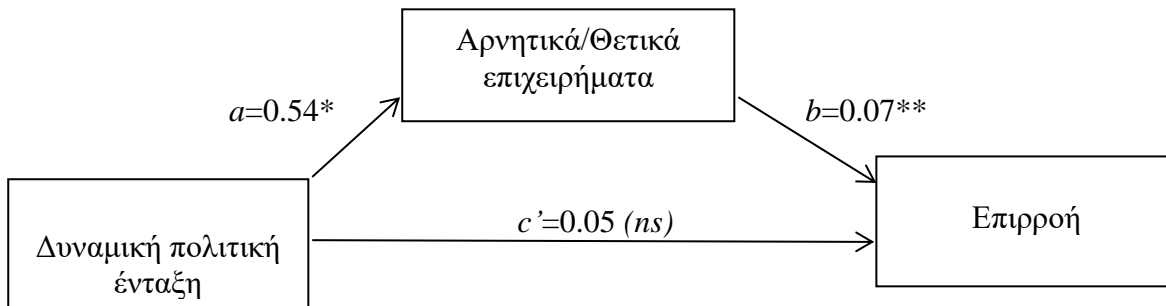 Αρνητικά/Θετικά
επιχειρήματα
a=0.54*
b=0.07**
Επιρροή
c’=0.05 (ns)
Δυναμική πολιτική
ένταξη